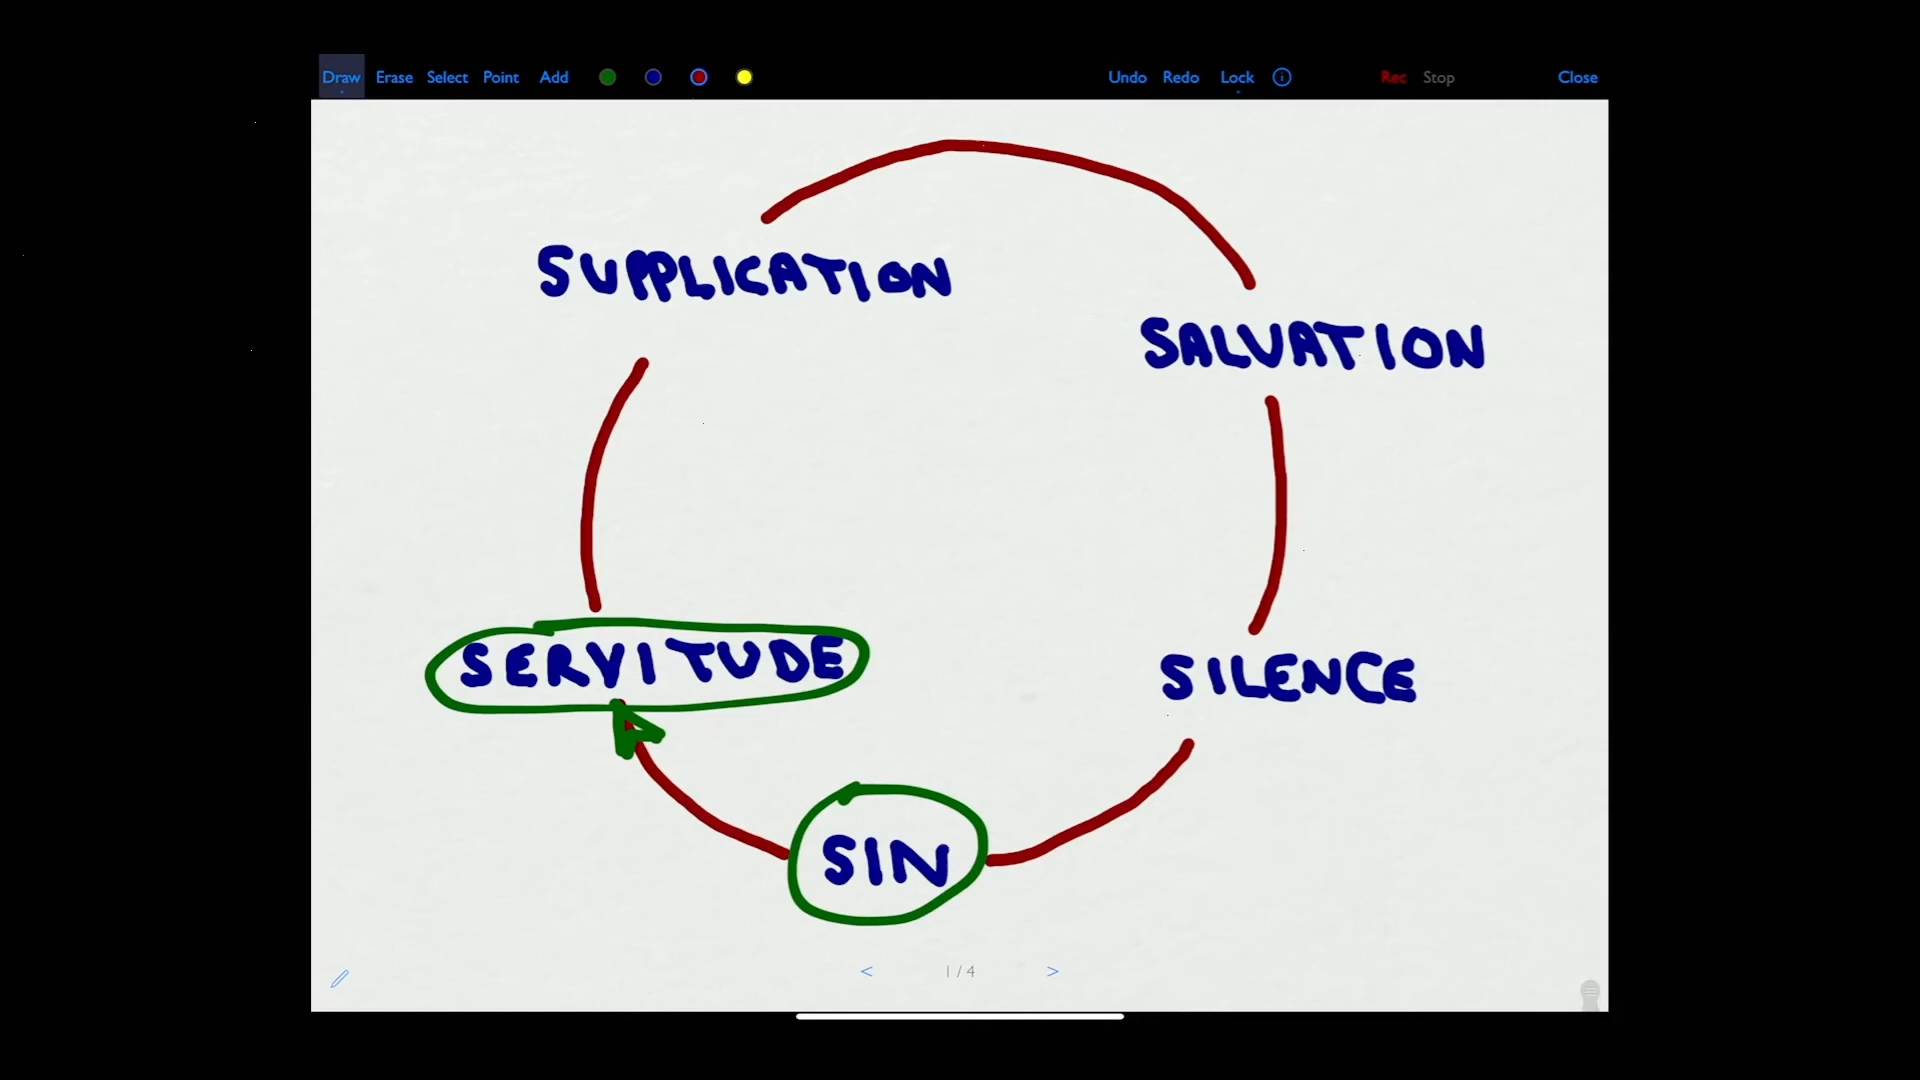 Draw Erase Select Point Add Undo Redo Lock Rec Stop Close
SUPPLICATION
SALVATION
SERVITUDE
SILENCE
SIN
< 1 / 4 >